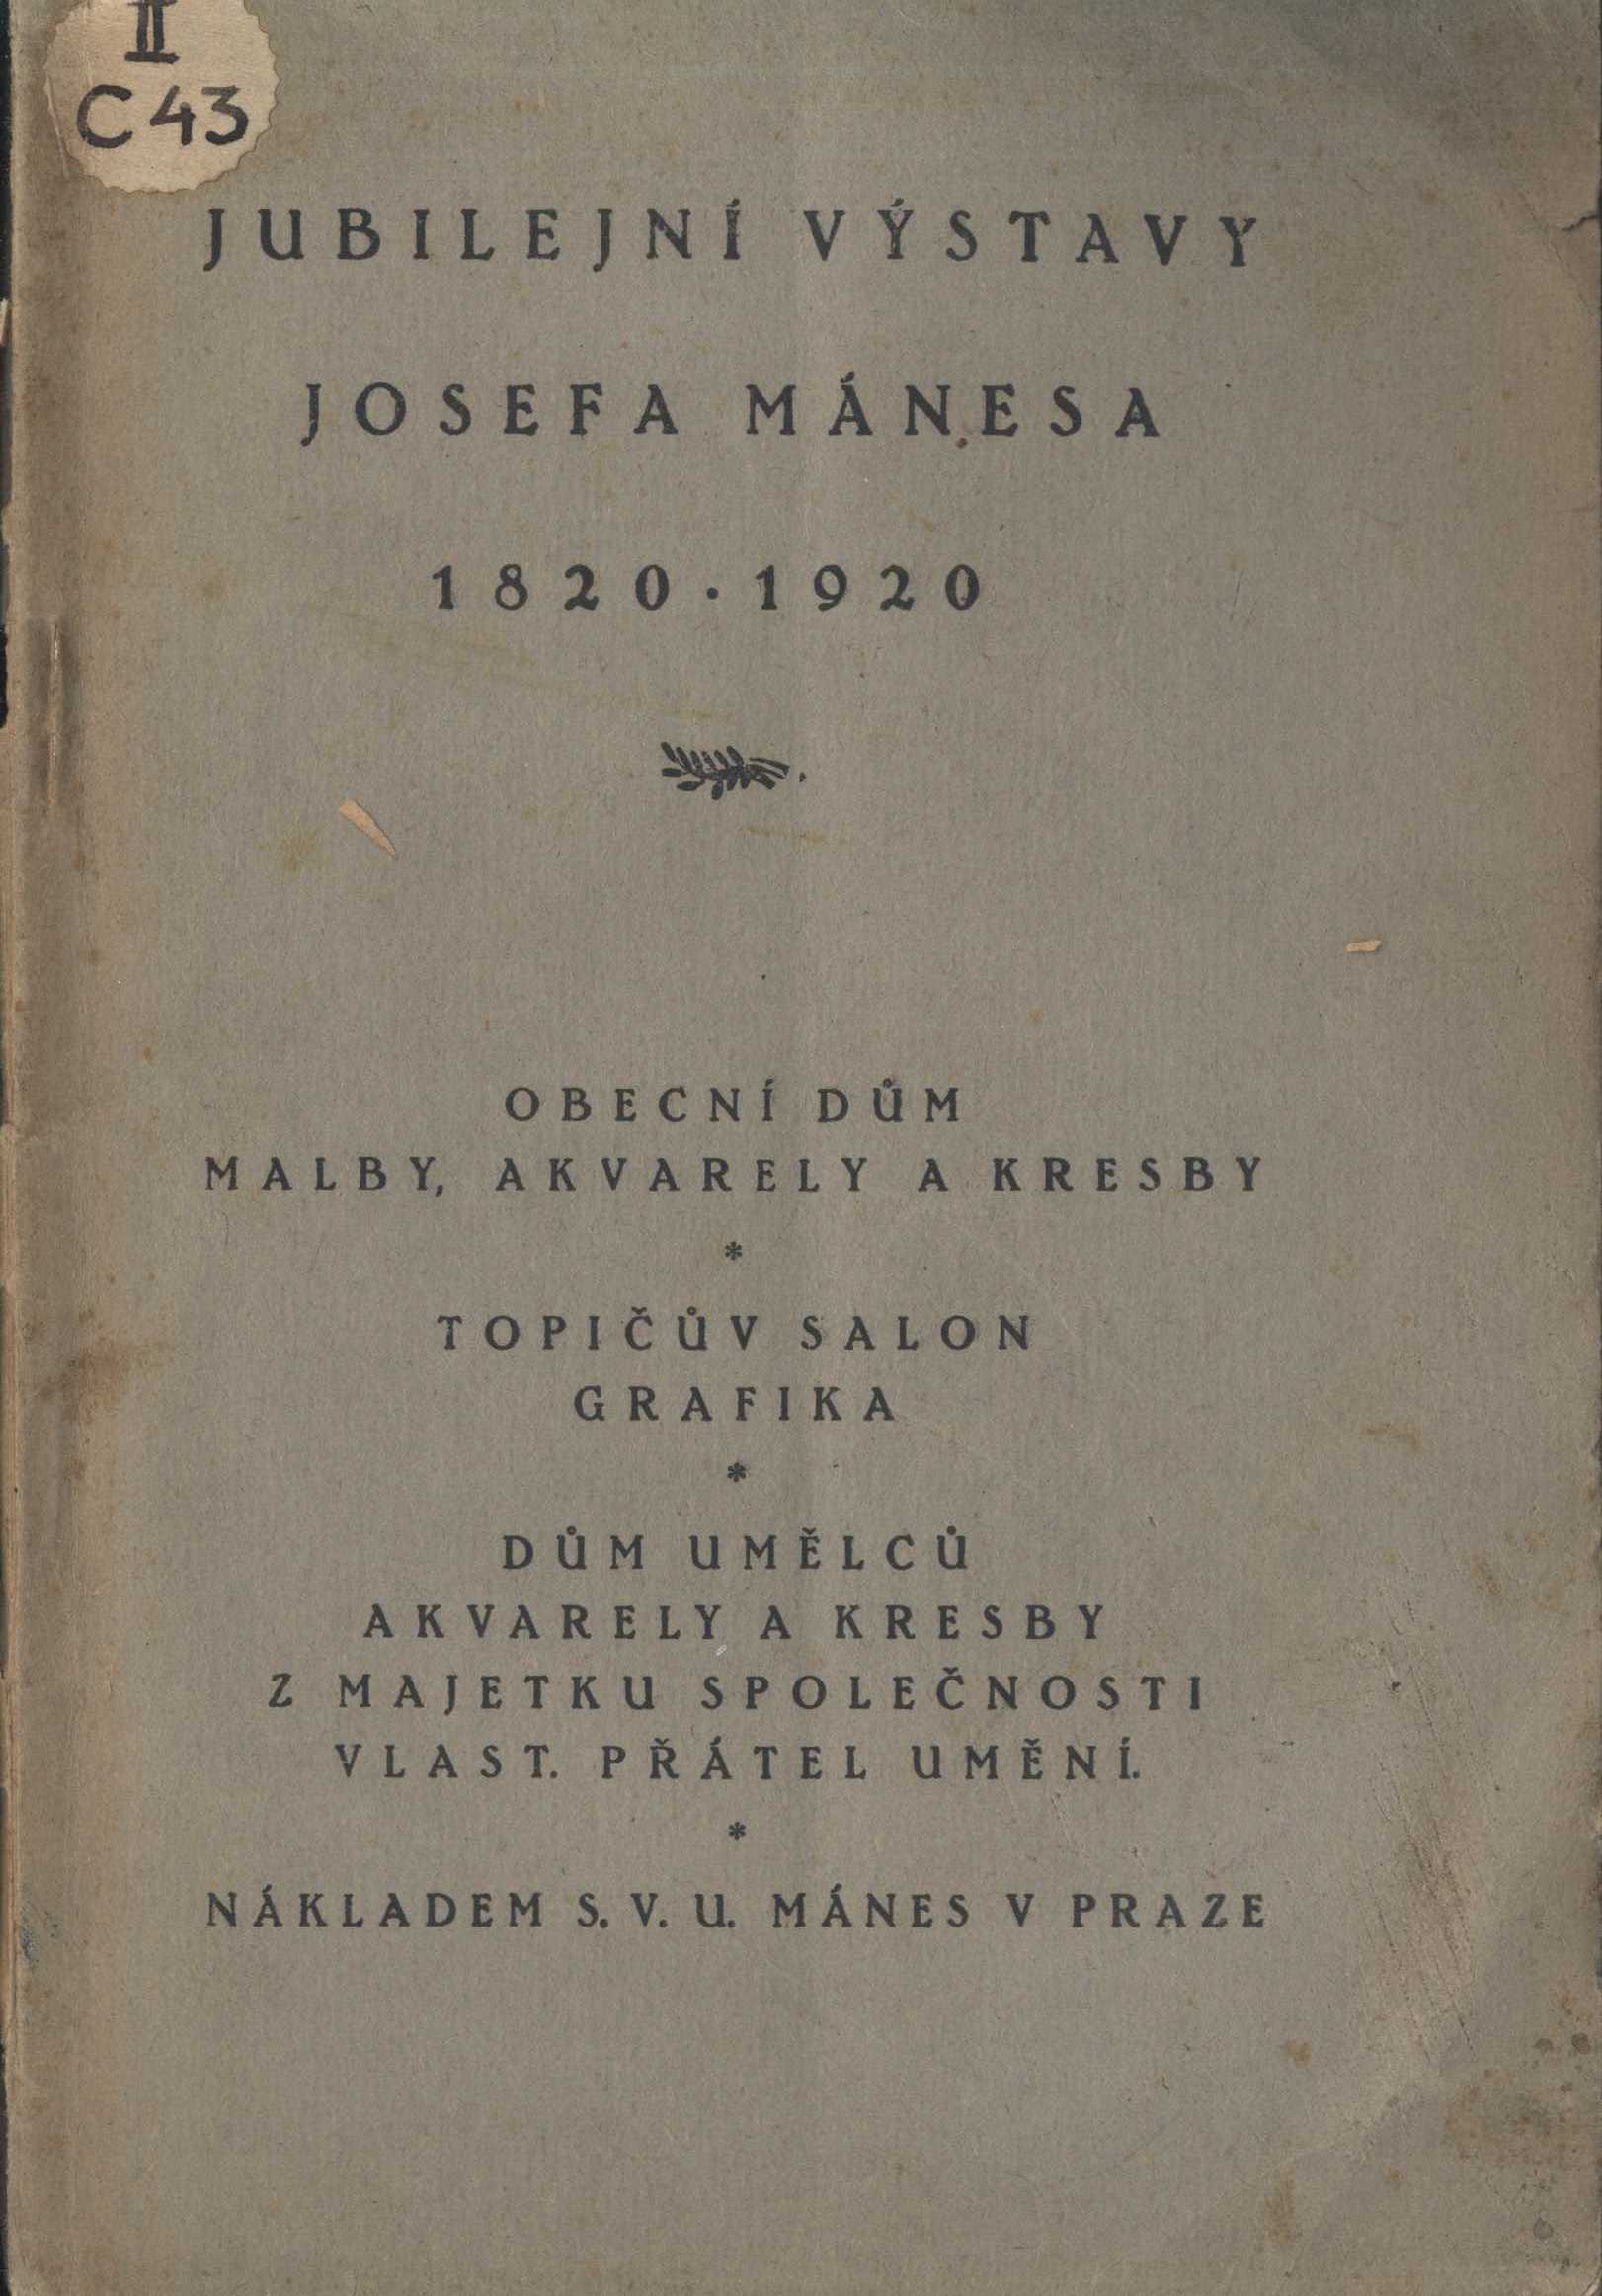 II
C 43
JUBILEJNÍ VÝSTAVY
JOSEFA MÁNESA
1820 · 1920
OBECNÍ DŮM
MALBY, AKVARELY A KRESBY
*
TOPIČŮV SALON
GRAFIKA
*
DŮM UMĚLCŮ
AKVARELY A KRESBY
Z MAJETKU SPOLEČNOSTI
VLAST. PŘÁTEL UMĚNÍ.
*
NÁKLADEM S. V. U. MÁNES V PRAZE